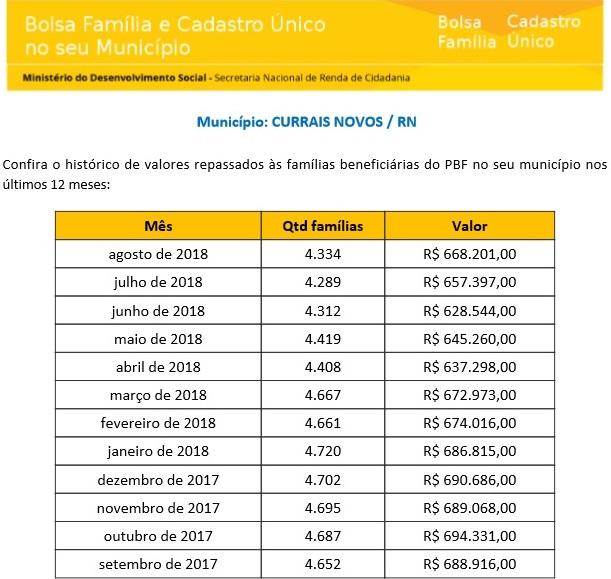 Bolsa Família e Cadastro Único
no seu Município
Bolsa Família
Cadastro Único
Ministério do Desenvolvimento Social - Secretaria Nacional de Renda de Cidadania
Município: CURRAIS NOVOS / RN
Confira o histórico de valores repassados às famílias beneficiárias do PBF no seu município nos
últimos 12 meses:
Mês Qtd famílias Valor
agosto de 2018 4.334 R$ 668.201,00
julho de 2018 4.289 R$ 657.397,00
junho de 2018 4.312 R$ 628.544,00
maio de 2018 4.419 R$ 645.260,00
abril de 2018 4.408 R$ 637.298,00
março de 2018 4.667 R$ 672.973,00
fevereiro de 2018 4.661 R$ 674.016,00
janeiro de 2018 4.720 R$ 686.815,00
dezembro de 2017 4.702 R$ 690.686,00
novembro de 2017 4.695 R$ 689.068,00
outubro de 2017 4.687 R$ 694.331,00
setembro de 2017 4.652 R$ 688.916,00